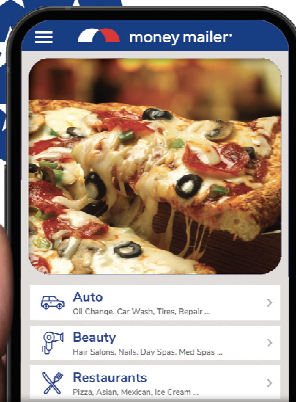 money mailer
Auto
Oil Change, Car Wash, Tires, Repair ...
Beauty
Hair Salons, Nails, Day Spas, Med Spas ...
Restaurants
Pizza, Asian, Mexican, Ice Cream ...